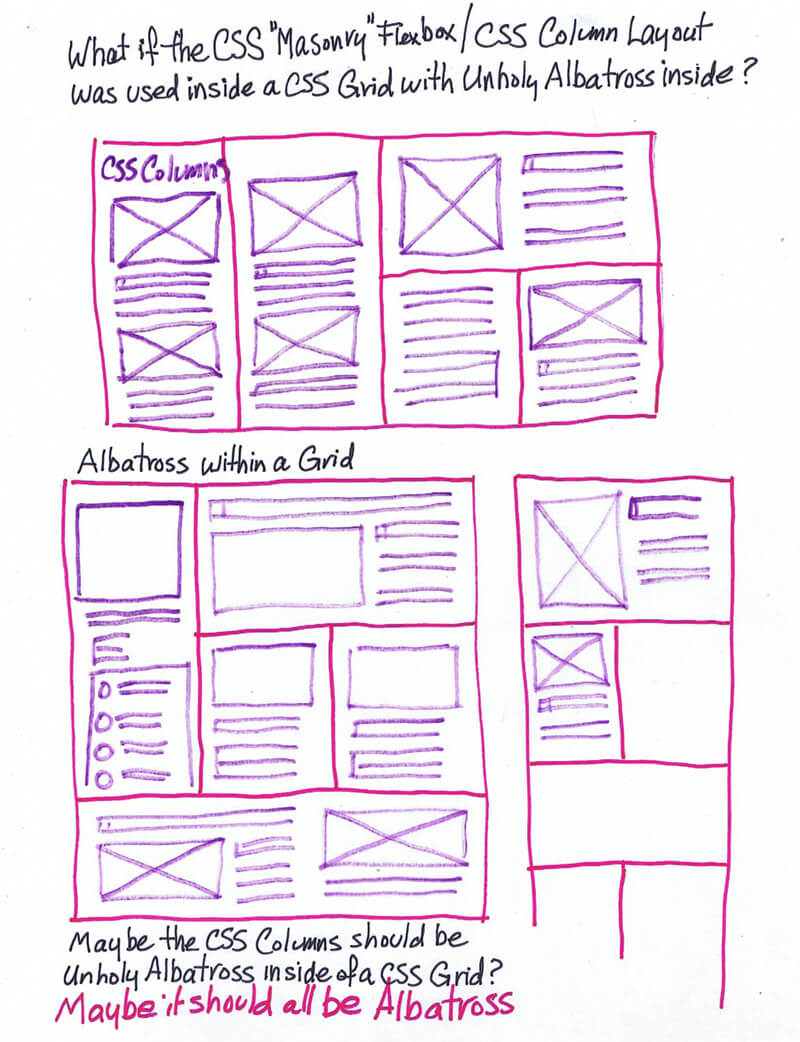 What if the CSS "Masonry" Flexbox/CSS Column Layout
was used inside a CSS Grid with Unholy Albatross inside?
CSS Columns
Albatross within a Grid
Maybe the CSS Columns should be
Unholy Albatross inside of a CSS Grid?
Maybe it should all be Albatross